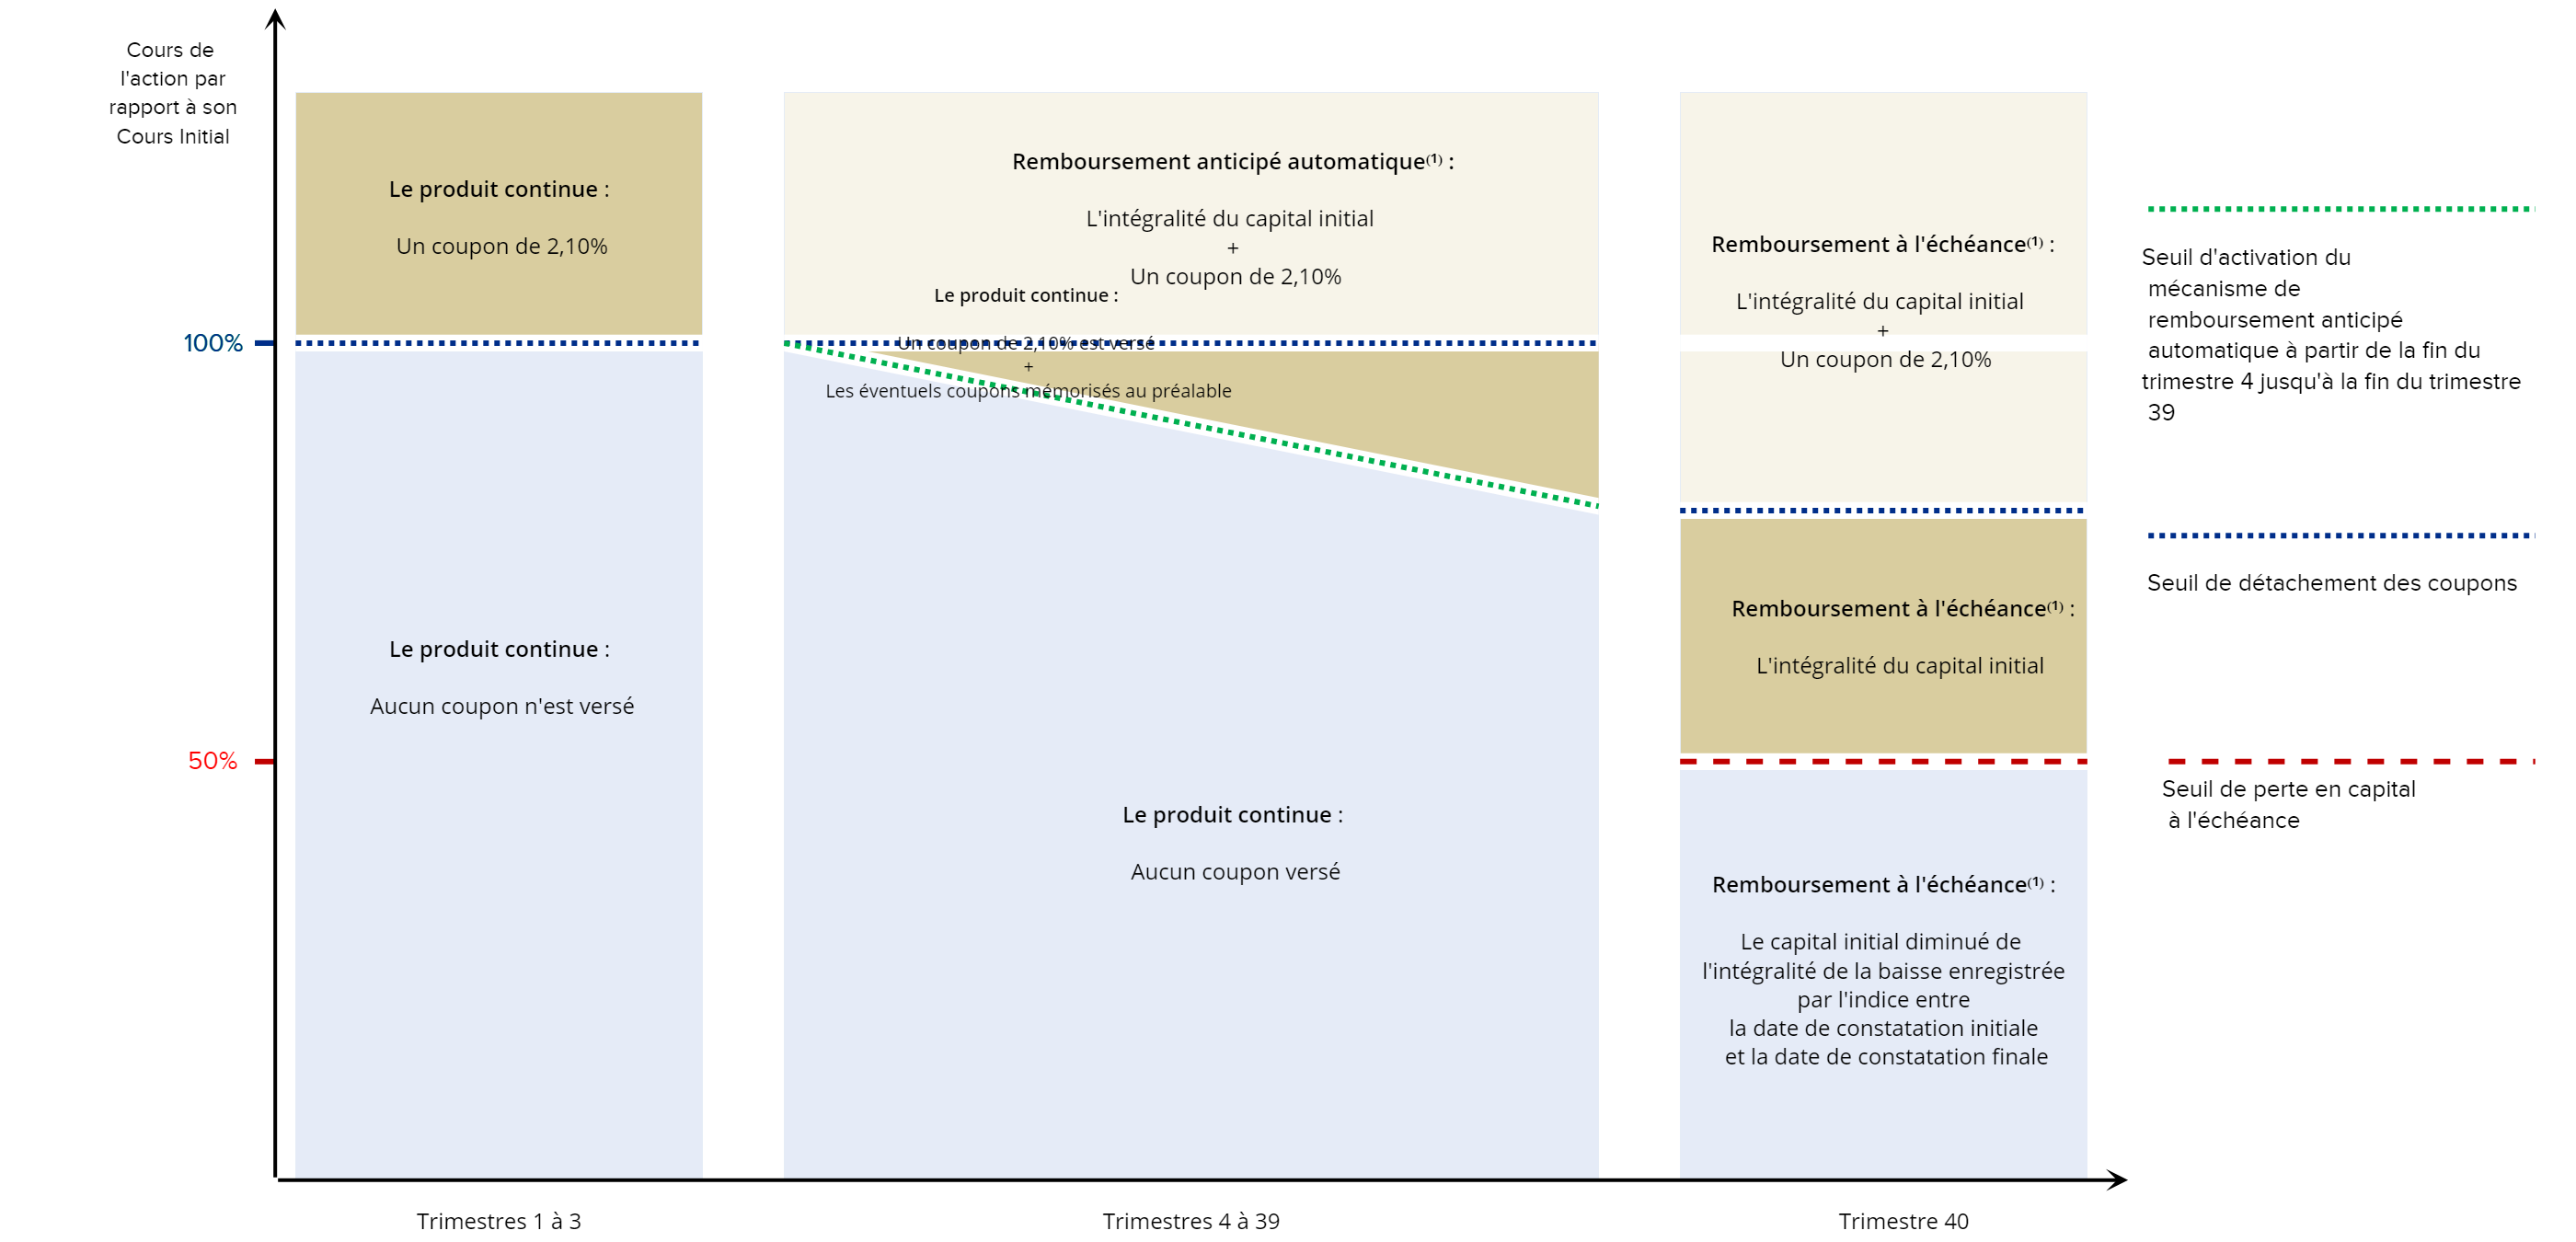 Cours de
l'action par
rapport à son
Cours Initial
100%
50%
Le produit continue :
Un coupon de 2,10%
Le produit continue :
Aucun coupon n'est versé
Remboursement anticipé automatique⁽¹⁾ :
L'intégralité du capital initial
+
Un coupon de 2,10%
Le produit continue :
Un coupon de 2,10% est versé
+
Les éventuels coupons mémorisés au préalable
Le produit continue :
Aucun coupon versé
Remboursement à l'échéance⁽¹⁾ :
L'intégralité du capital initial
+
Un coupon de 2,10%
Remboursement à l'échéance⁽¹⁾ :
L'intégralité du capital initial
Remboursement à l'échéance⁽¹⁾ :
Le capital initial diminué de
l'intégralité de la baisse enregistrée
par l'indice entre
la date de constatation initiale
et la date de constatation finale
Seuil d'activation du
mécanisme de
remboursement anticipé
automatique à partir de la fin du
trimestre 4 jusqu'à la fin du trimestre
39
Seuil de détachement des coupons
Seuil de perte en capital
à l'échéance
Trimestres 1 à 3
Trimestres 4 à 39
Trimestre 40